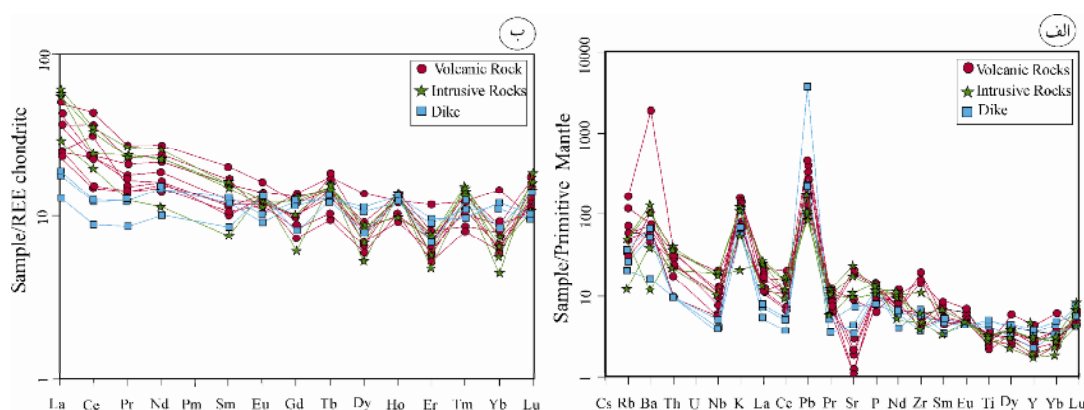 ب
100
10
1
Sample/REE chondrite
Volcanic Rock
Intrusive Rocks
Dike
La Ce Pr Nd Pm Sm Eu Gd Tb Dy Ho Er Tm Yb Lu
الف
10000
1000
100
10
1
Sample/Primitive Mantle
Volcanic Rocks
Intrusive Rocks
Dike
Cs Rb Ba Th U Nb K La Ce Pb Pr Sr P Nd Zr Sm Eu Ti Dy Y Yb Lu